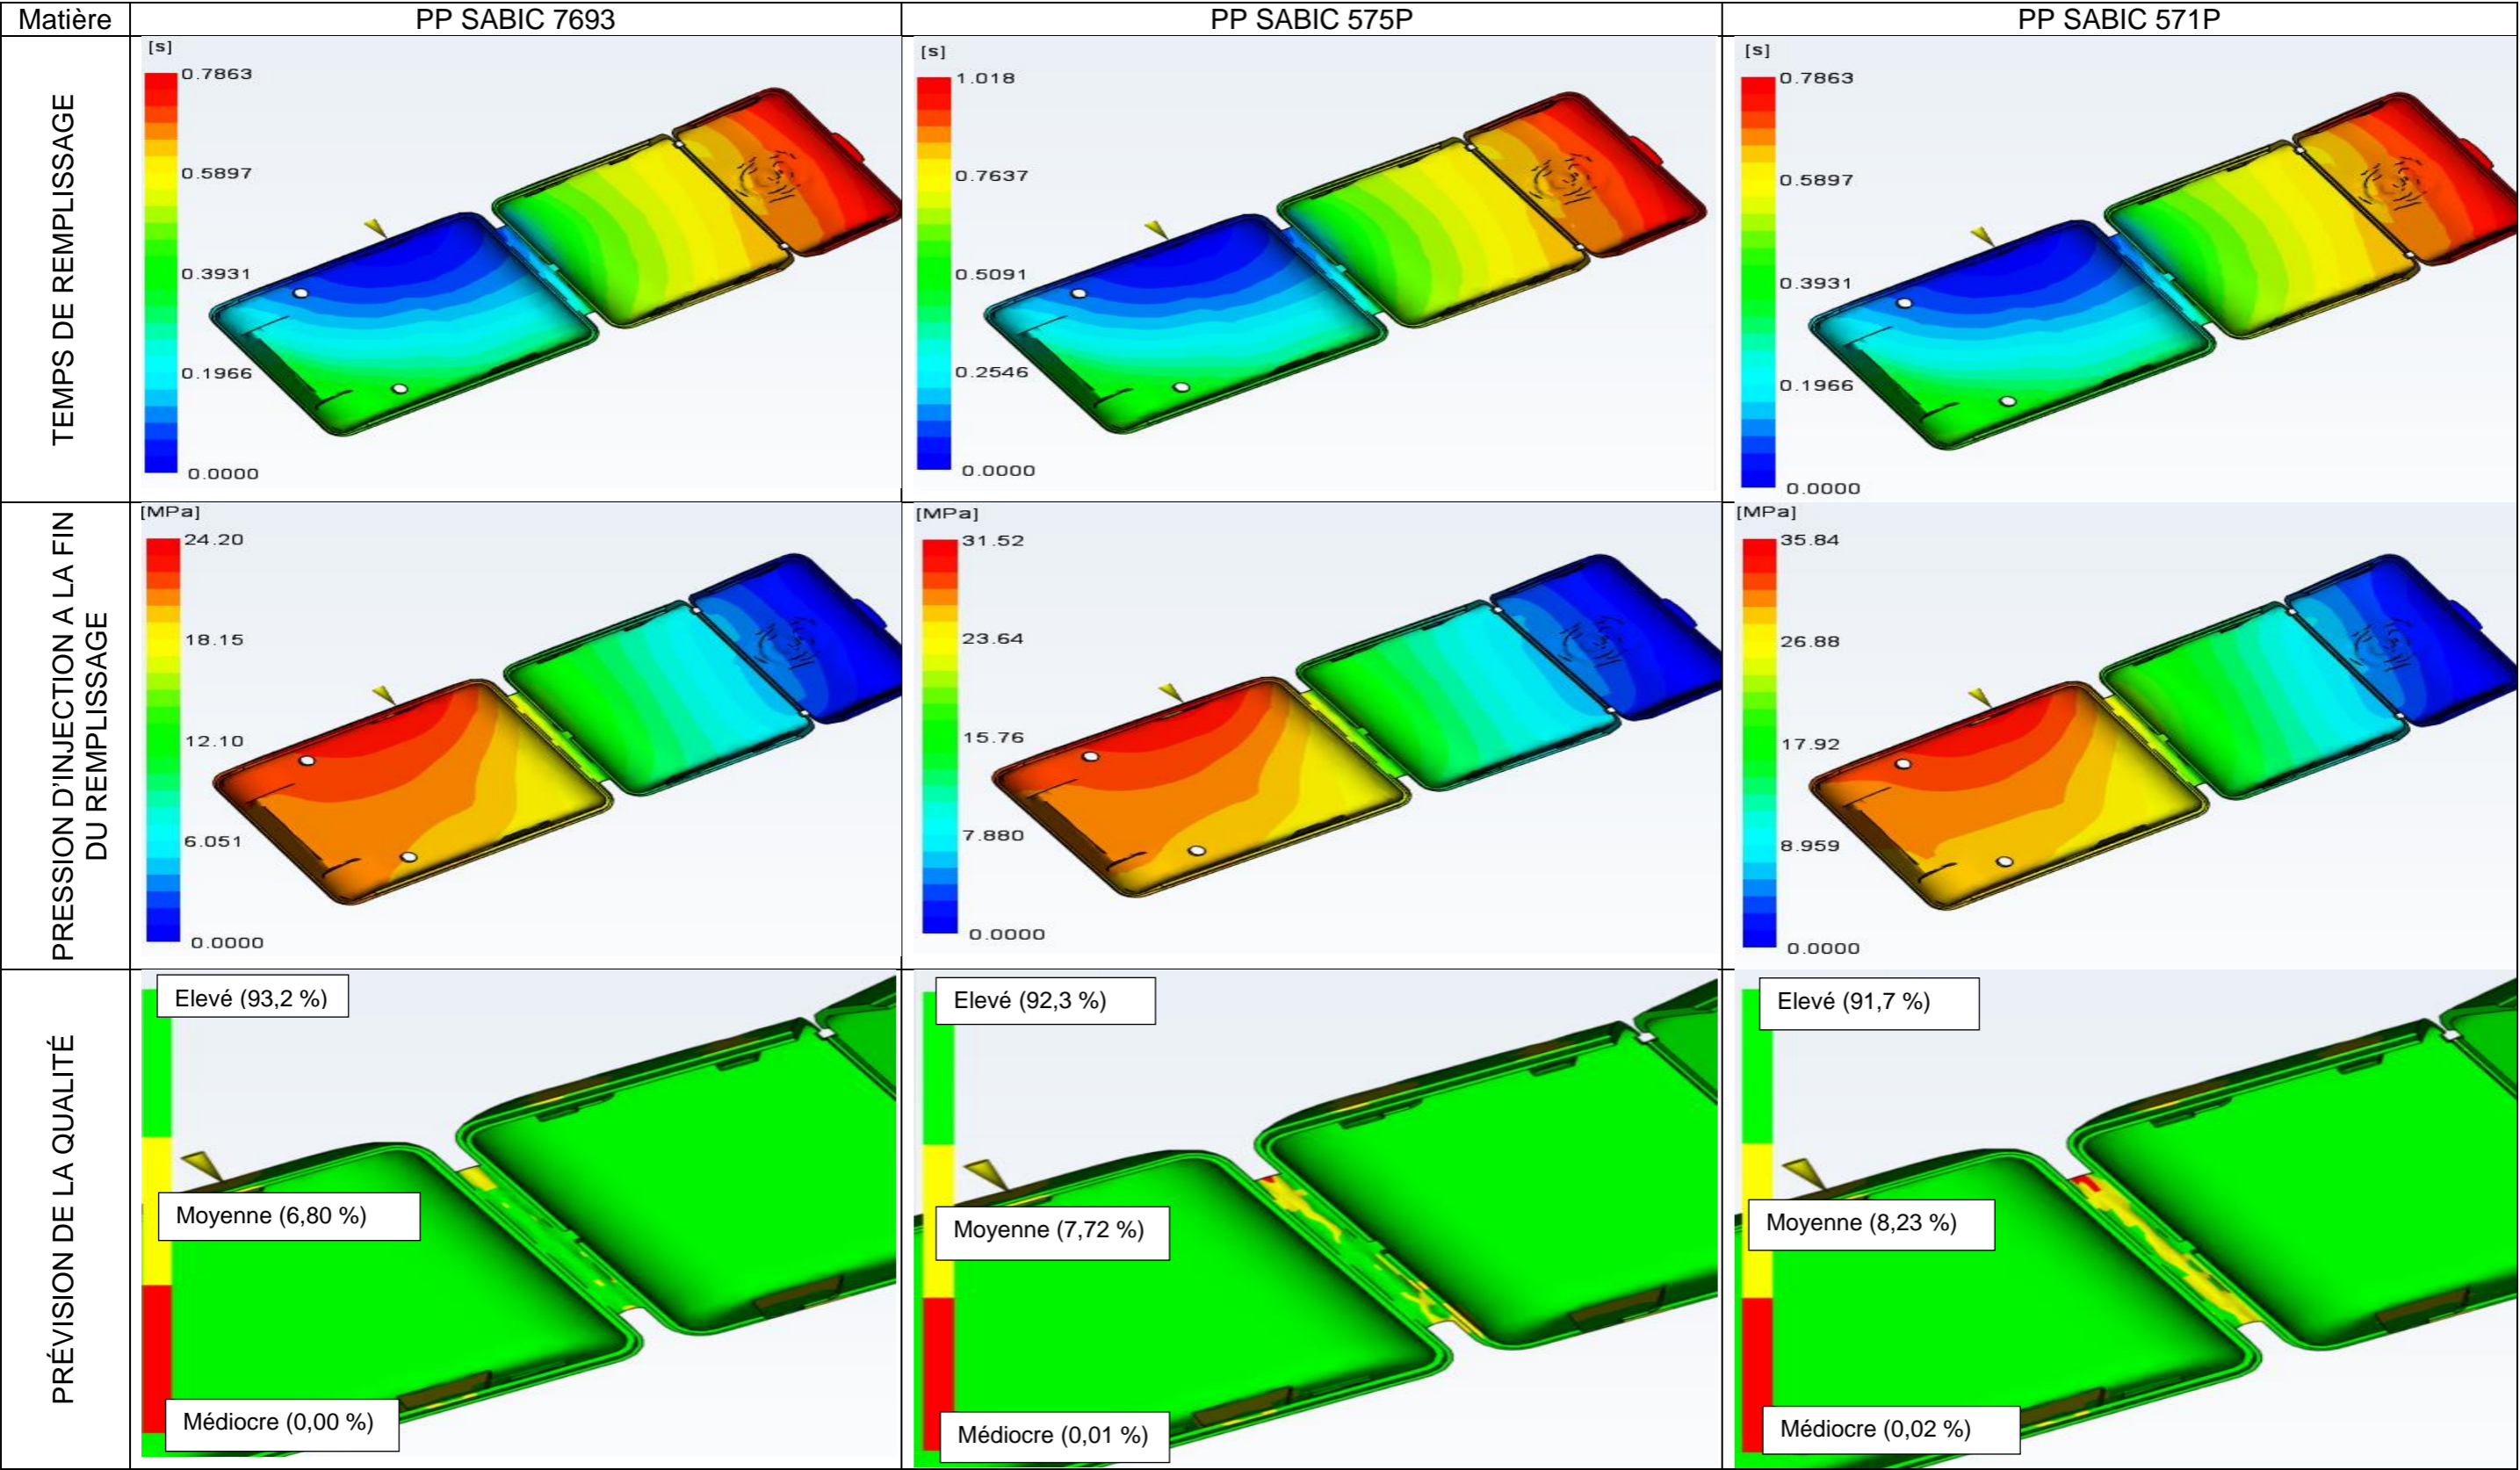 Matière
PP SABIC 7693
PP SABIC 575P
PP SABIC 571P
TEMPS DE REMPLISSAGE
[s]
0.7863
0.5897
0.3931
0.1966
0.0000
[s]
1.018
0.7637
0.5091
0.2546
0.0000
[s]
0.7863
0.5897
0.3931
0.1966
0.0000
PRESSION D'INJECTION A LA FIN
DU REMPLISSAGE
[MPa]
24.20
18.15
12.10
6.051
0.0000
[MPa]
31.52
23.64
15.76
7.880
0.0000
[MPa]
35.84
26.88
17.92
8.959
0.0000
PRÉVISION DE LA QUALITÉ
Elevé (93,2 %)
Moyenne (6,80 %)
Médiocre (0,00 %)
Elevé (92,3 %)
Moyenne (7,72 %)
Médiocre (0,01 %)
Elevé (91,7 %)
Moyenne (8,23 %)
Médiocre (0,02 %)